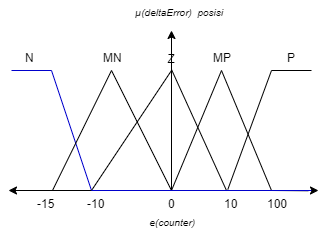 μ(deltaError) posisi
N MN Z MP P
-15 -10 0 10 100
e(counter)